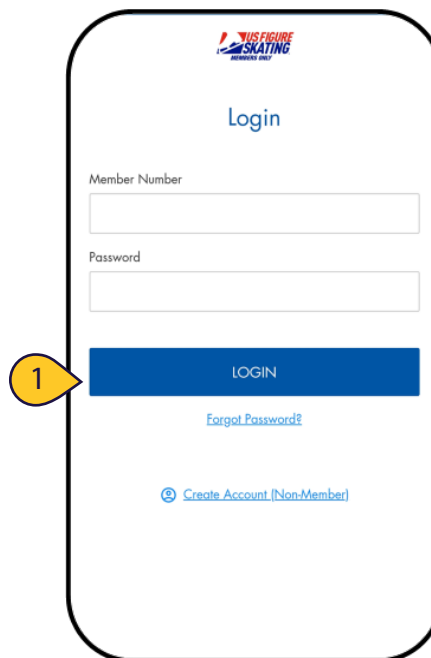 US FIGURE
SKATING
MEMBERS ONLY
Login
Member Number
Password
1
LOGIN
Forgot Password?
Create Account (Non-Member)